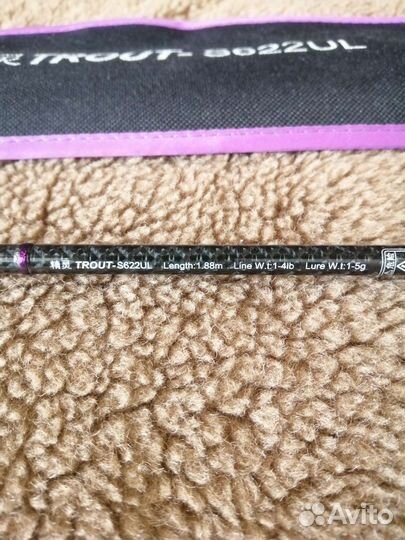 TROUT- S622UL
精灵 TROUT-S622UL Length:1.88m Line W.t:1-4lb Lure W.t:1-5g
Avito